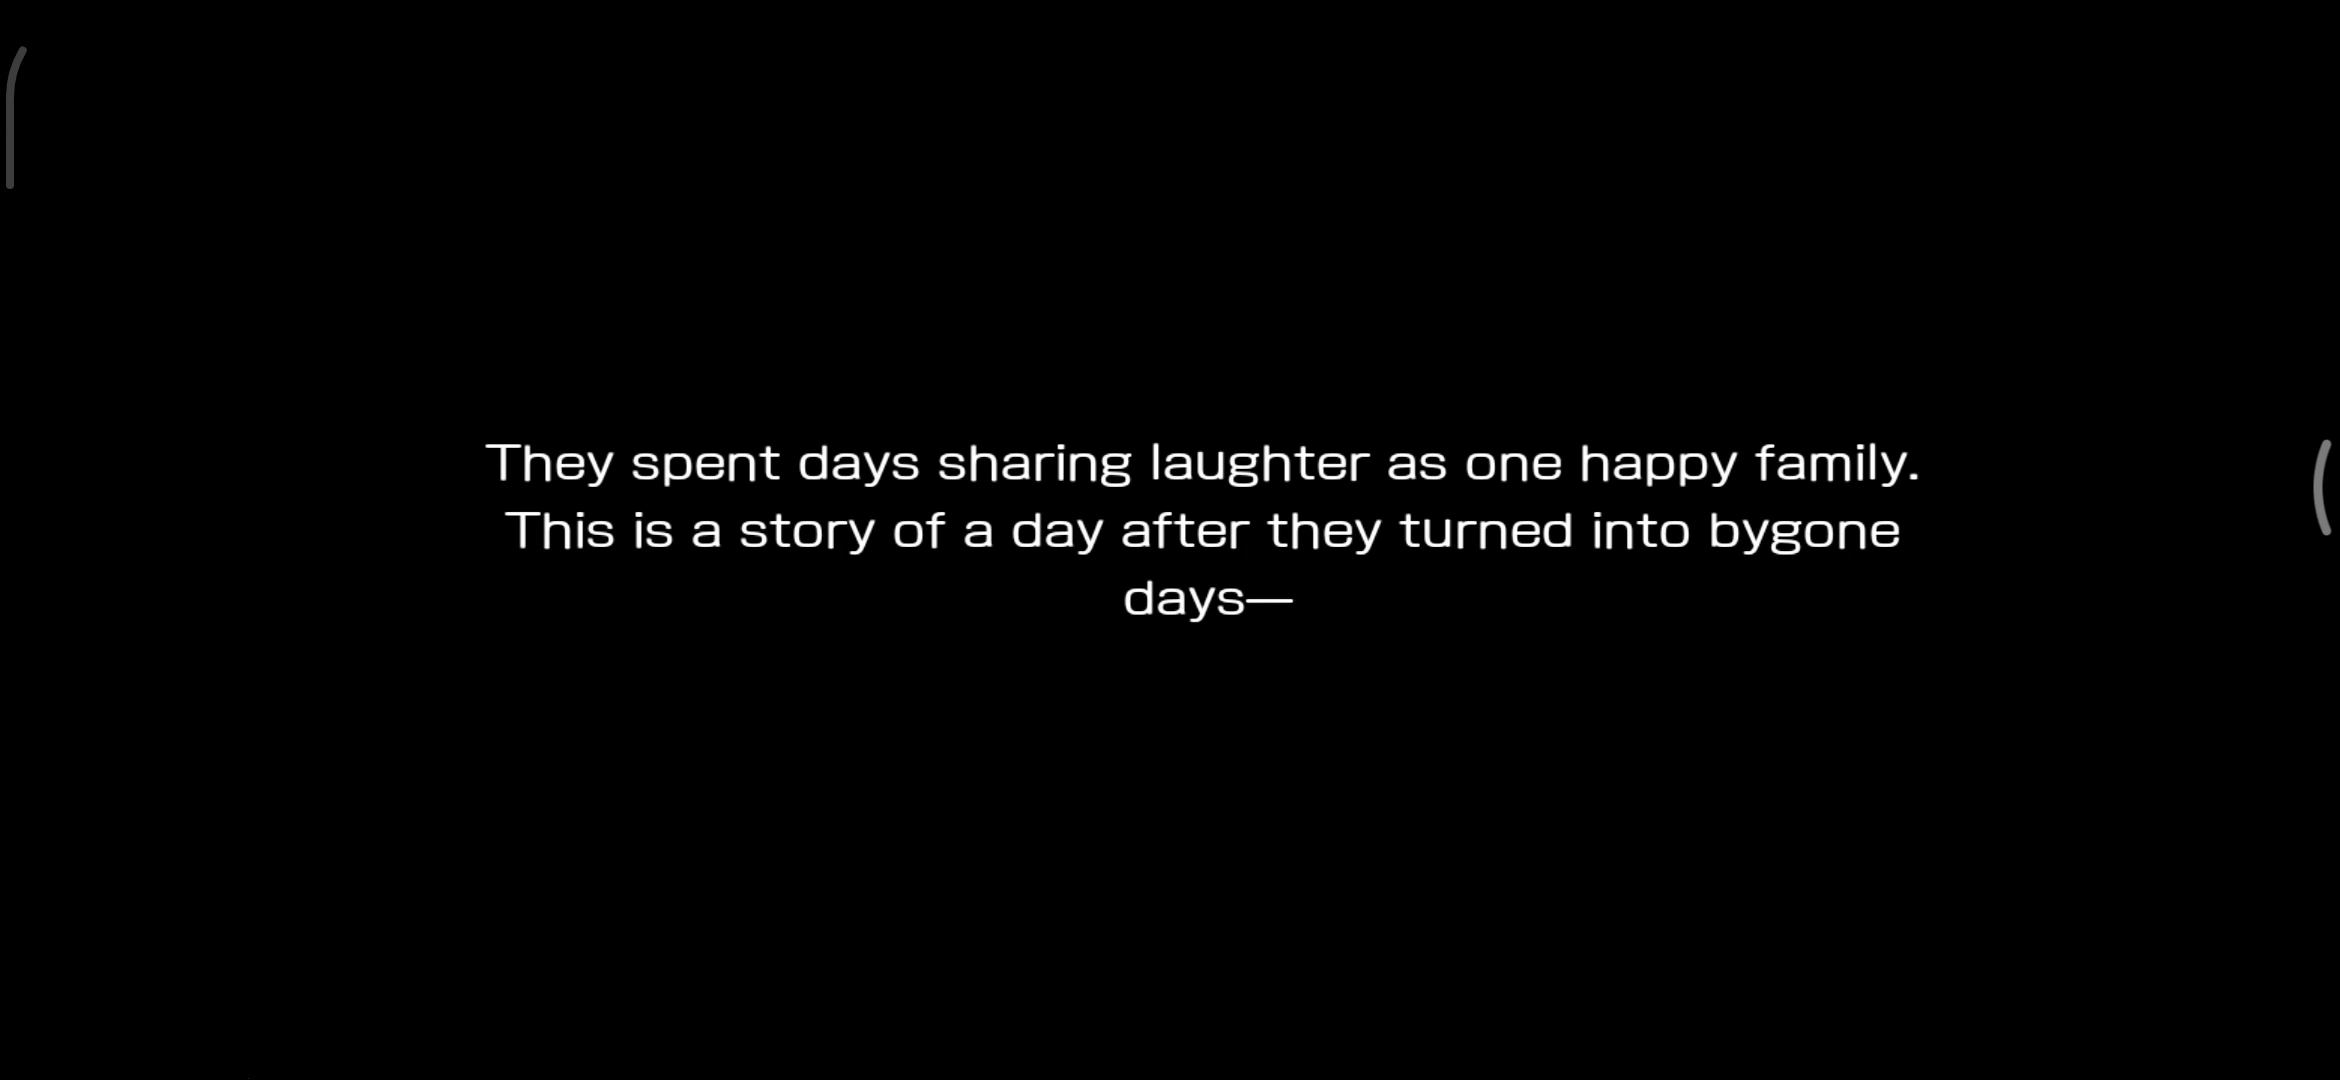 They spent days sharing laughter as one happy family.
This is a story of a day after they turned into bygone
days—